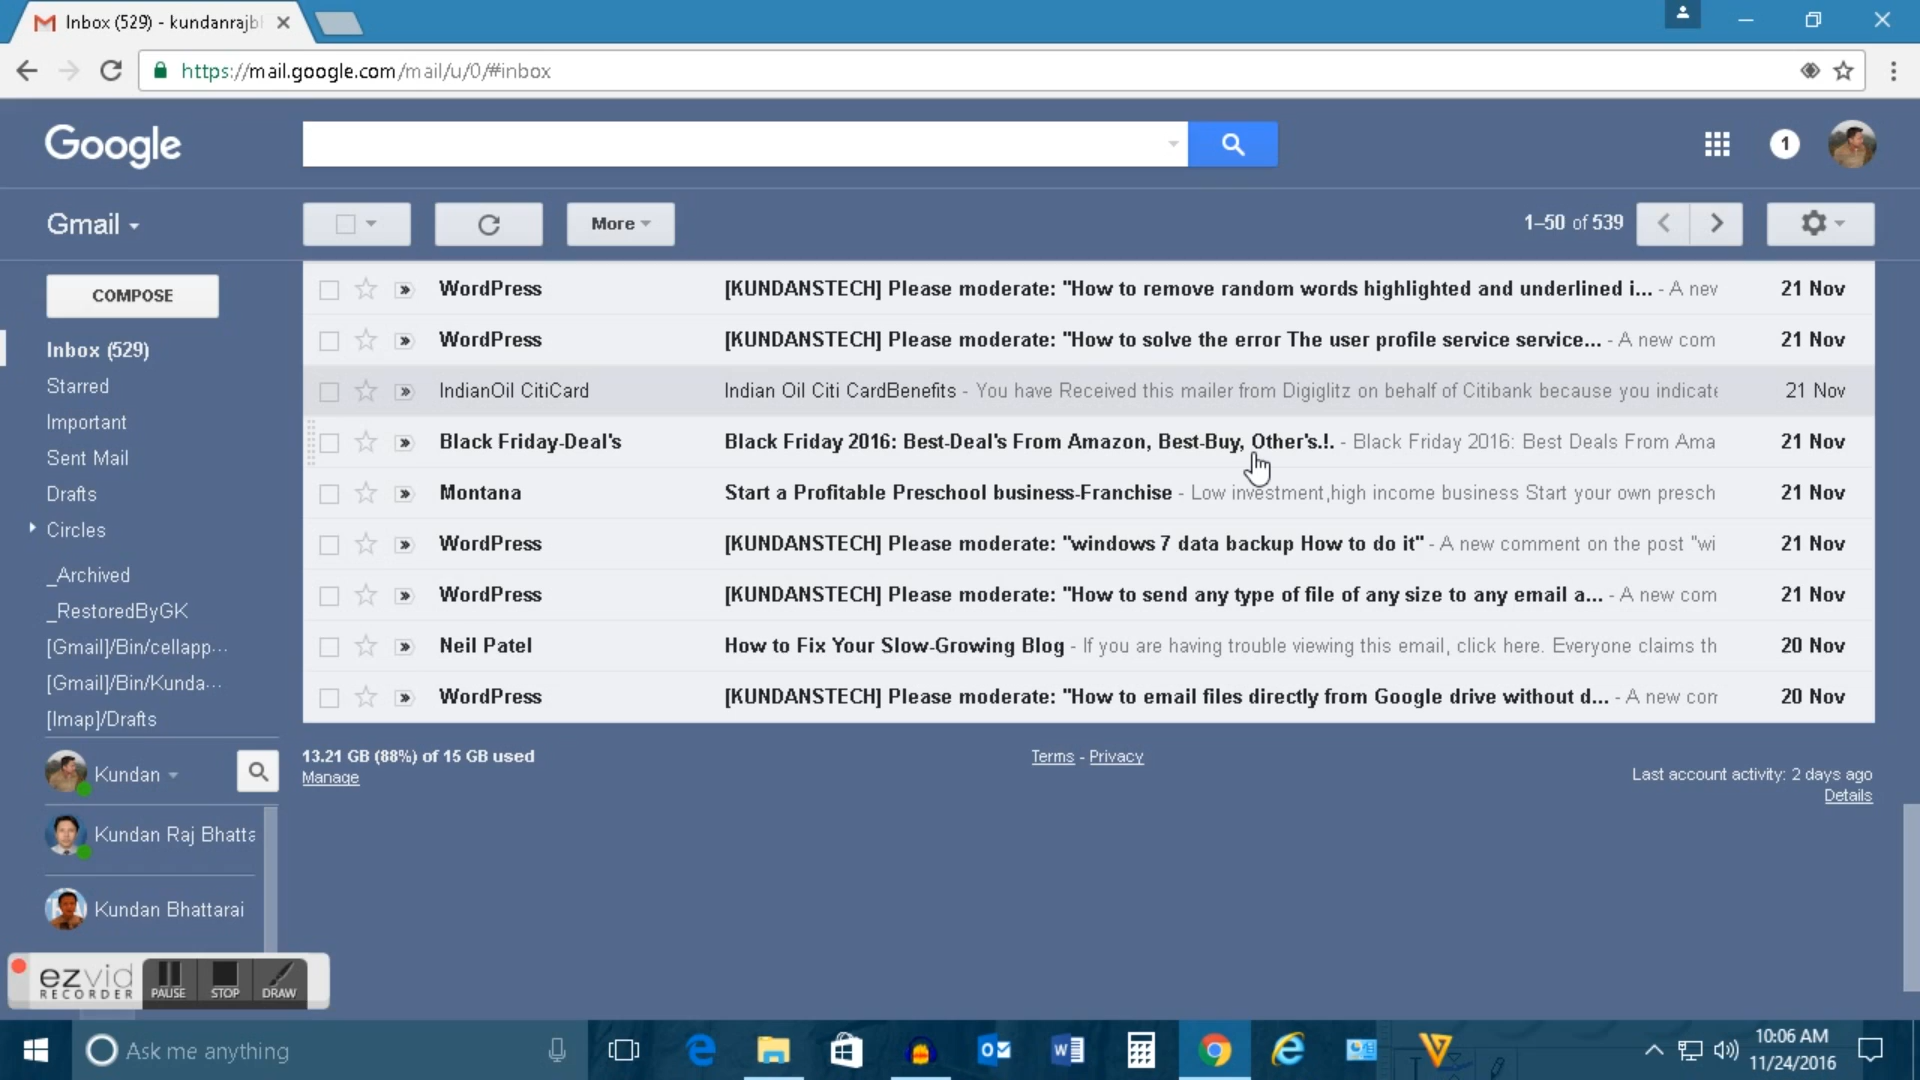 Inbox (529) - kundanrajb
https://mail.google.com/mail/u/0/#inbox
Google
1
Gmail
More
1–50 of 539
COMPOSE
Inbox (529)
Starred
Important
Sent Mail
Drafts
Circles
_Archived
_RestoredByGK
[Gmail]/Bin/cellapp...
[Gmail]/Bin/Kunda...
[Imap]/Drafts
WordPress [KUNDANSTECH] Please moderate: "How to remove random words highlighted and underlined i... - A nev 21 Nov
WordPress [KUNDANSTECH] Please moderate: "How to solve the error The user profile service service... - A new com 21 Nov
IndianOil CitiCard Indian Oil Citi CardBenefits - You have Received this mailer from Digiglitz on behalf of Citibank because you indicate 21 Nov
Black Friday-Deal's Black Friday 2016: Best-Deal's From Amazon, Best-Buy, Other's.!. - Black Friday 2016: Best Deals From Ama 21 Nov
Montana Start a Profitable Preschool business-Franchise - Low investment,high income business Start your own presch 21 Nov
WordPress [KUNDANSTECH] Please moderate: "windows 7 data backup How to do it" - A new comment on the post "wi 21 Nov
WordPress [KUNDANSTECH] Please moderate: "How to send any type of file of any size to any email a... - A new com 21 Nov
Neil Patel How to Fix Your Slow-Growing Blog - If you are having trouble viewing this email, click here. Everyone claims th 20 Nov
WordPress [KUNDANSTECH] Please moderate: "How to email files directly from Google drive without d... - A new con 20 Nov
13.21 GB (88%) of 15 GB used
Manage
Terms - Privacy
Last account activity: 2 days ago
Details
Kundan
Kundan Raj Bhatta
Kundan Bhattarai
ezvid
RECORDER
PAUSE
STOP
DRAW
Ask me anything
10:06 AM
11/24/2016